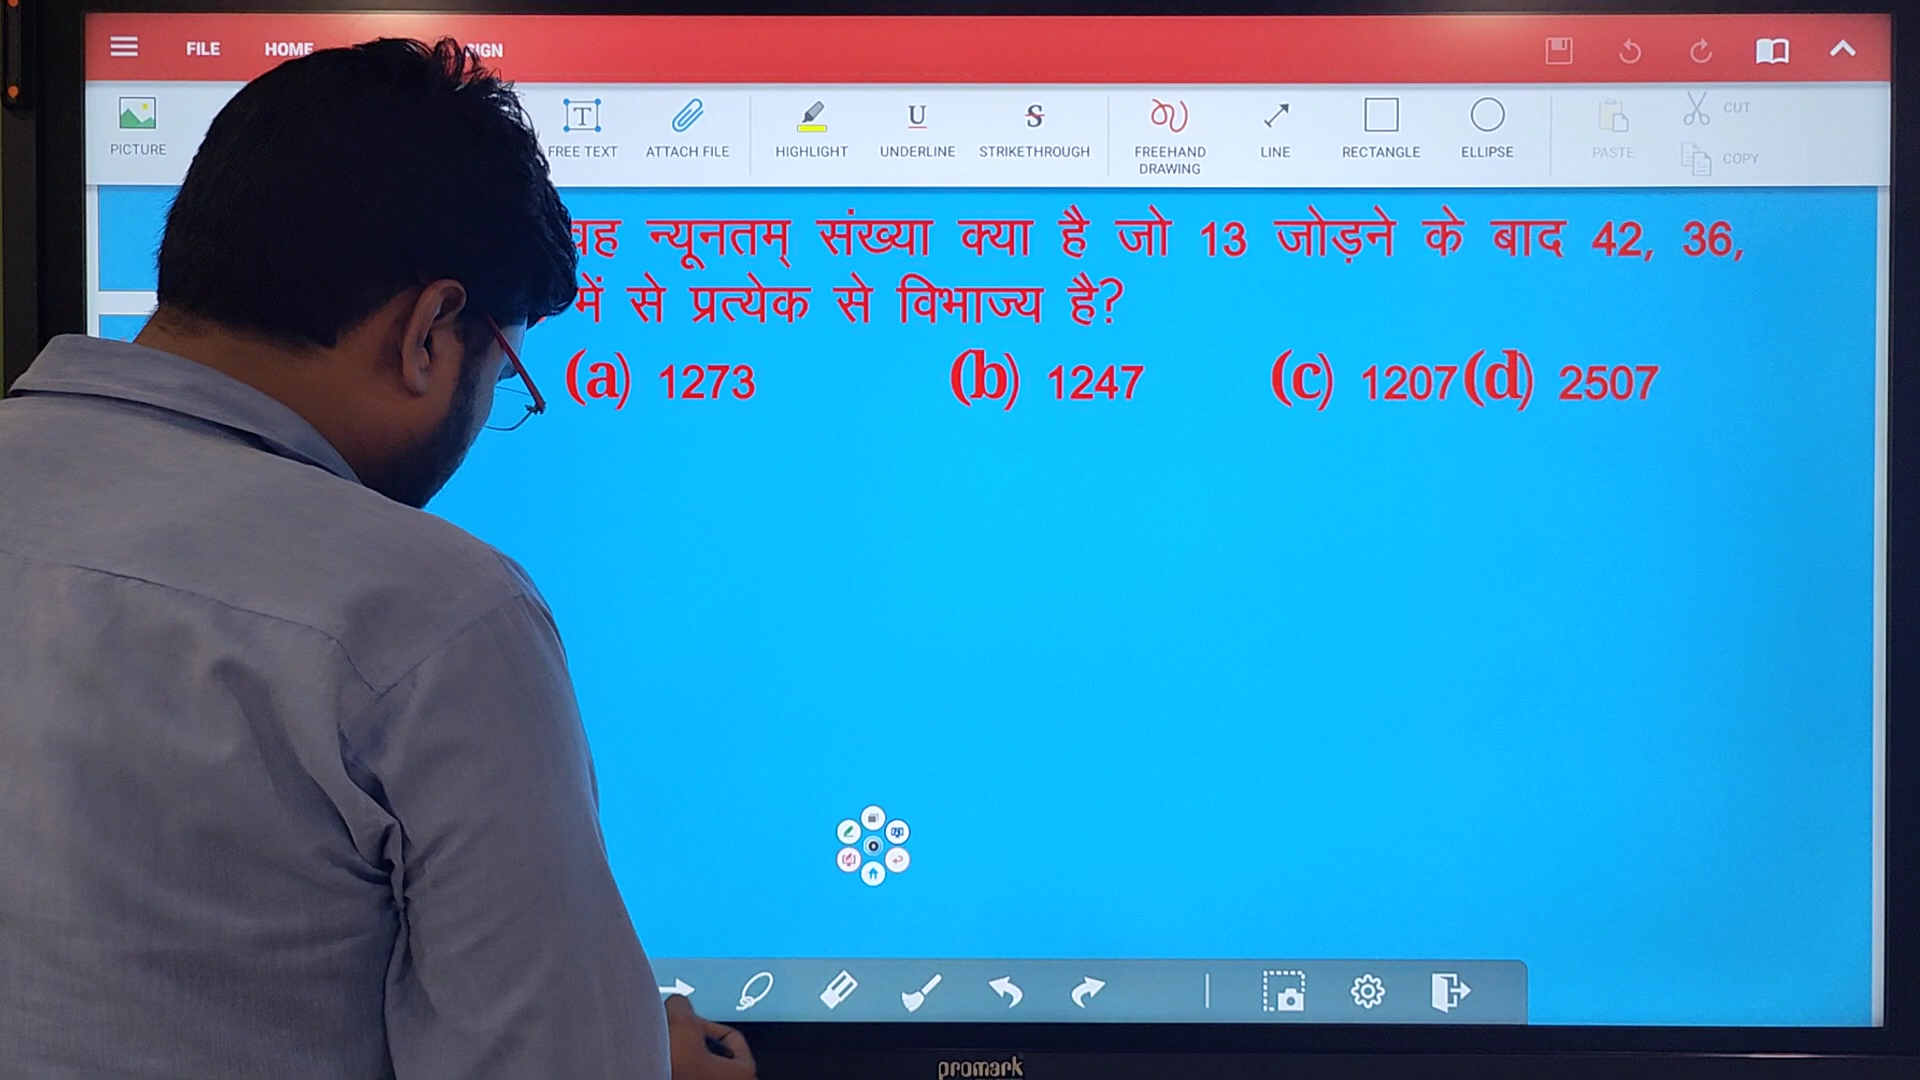 FILE HOME
PICTURE FREE TEXT ATTACH FILE HIGHLIGHT UNDERLINE STRIKETHROUGH FREEHAND DRAWING LINE RECTANGLE ELLIPSE PASTE CUT COPY
वह न्यूनतम् संख्या क्या है जो 13 जोड़ने के बाद 42, 36,
में से प्रत्येक से विभाज्य है?
(a) 1273 (b) 1247 (c) 1207 (d) 2507
promark